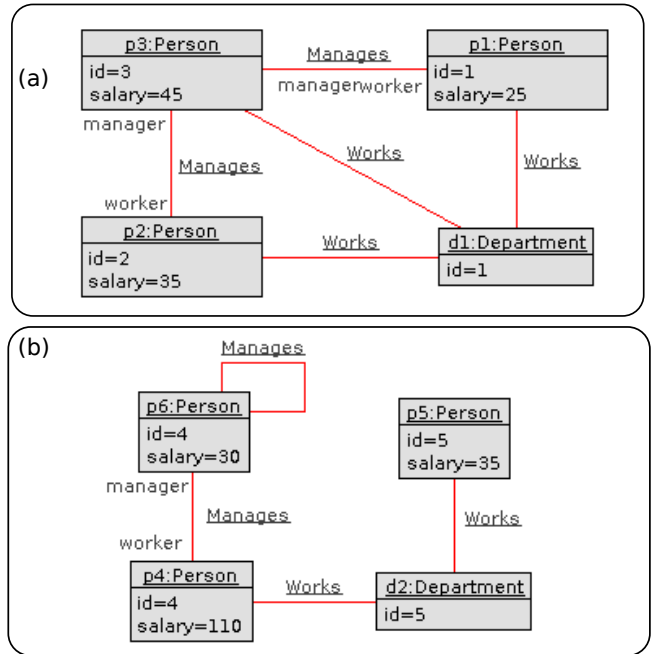 (a)
p3:Person
id=3
salary=45
Manages
manager worker
p1:Person
id=1
salary=25
manager
Manages
worker
Works
Works
p2:Person
id=2
salary=35
Works
d1:Department
id=1
(b)
Manages
p6:Person
id=4
salary=30
p5:Person
id=5
salary=35
manager
Manages
worker
Works
p4:Person
id=4
salary=110
Works
d2:Department
id=5